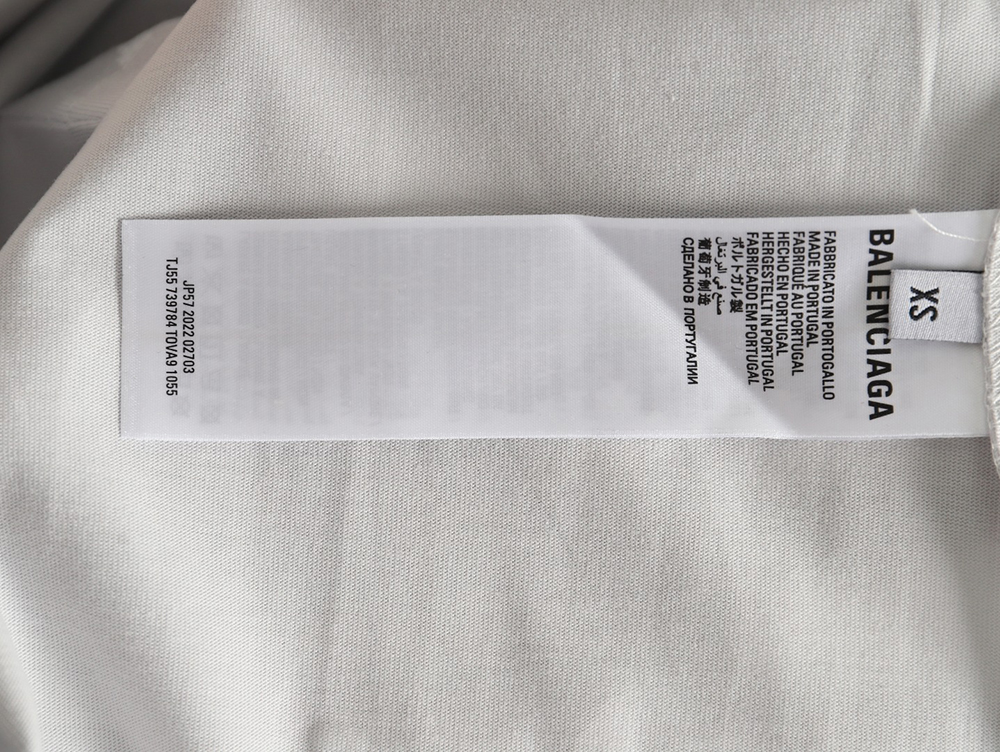 XS
BALENCIAGA
FABBRICATO IN PORTOGALLO
MADE IN PORTUGAL
FABRIQUÉ AU PORTUGAL
HECHO EN PORTUGAL
HERGESTELLT IN PORTUGAL
FABRICADO EM PORTUGAL
ポルトガル製
صنع في البرتغال
葡萄牙制造
СДЕЛАНО В ПОРТУГАЛИИ
JP57 2022 02703
TJ55 739784 TOVA9 1055